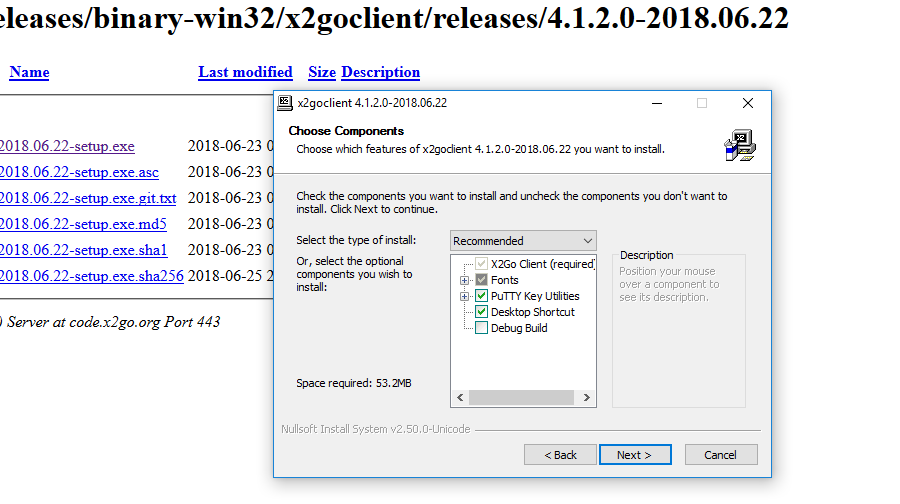 eleases/binary-win32/x2goclient/releases/4.1.2.0-2018.06.22
Name Last modified Size Description
2018.06.22-setup.exe 2018-06-23 0
2018.06.22-setup.exe.asc 2018-06-23 0
2018.06.22-setup.exe.git.txt 2018-06-23 0
2018.06.22-setup.exe.md5 2018-06-23 0
2018.06.22-setup.exe.sha1 2018-06-23 0
2018.06.22-setup.exe.sha256 2018-06-25 2
) Server at code.x2go.org Port 443
x2goclient 4.1.2.0-2018.06.22
Choose Components
Choose which features of x2goclient 4.1.2.0-2018.06.22 you want to install.
Check the components you want to install and uncheck the components you don't want to
install. Click Next to continue.
Select the type of install:
Recommended
Or, select the optional
components you wish to
install:
X2Go Client (required)
Fonts
PuTTY Key Utilities
Desktop Shortcut
Debug Build
Description
Position your mouse
over a component to
see its description.
Space required: 53.2MB
Nullsoft Install System v2.50.0-Unicode
< Back
Next >
Cancel